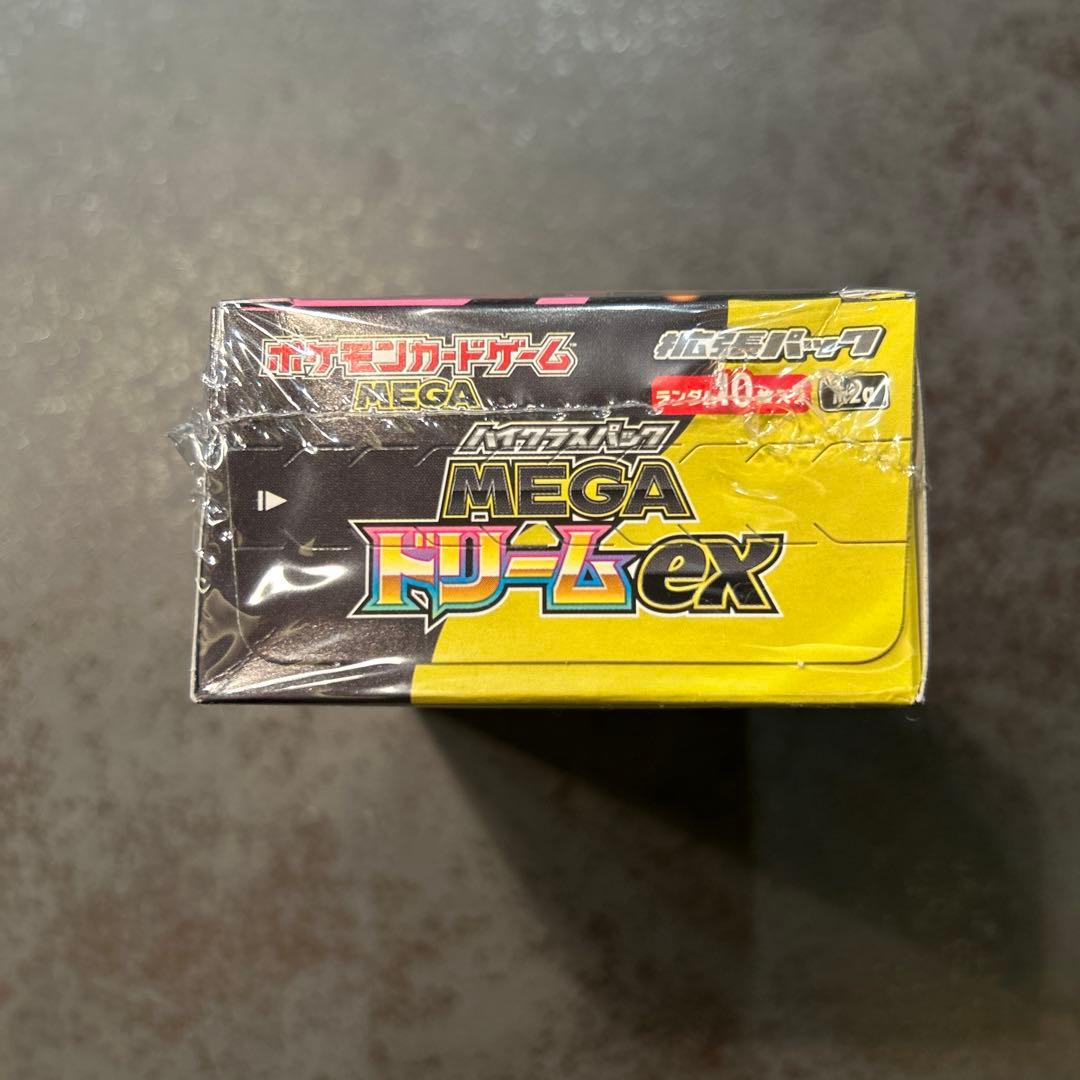 ポケモンカードゲーム
MEGA
拡張パック
ランダム10枚入り
ハイクラスパック
MEGA
ドリームex